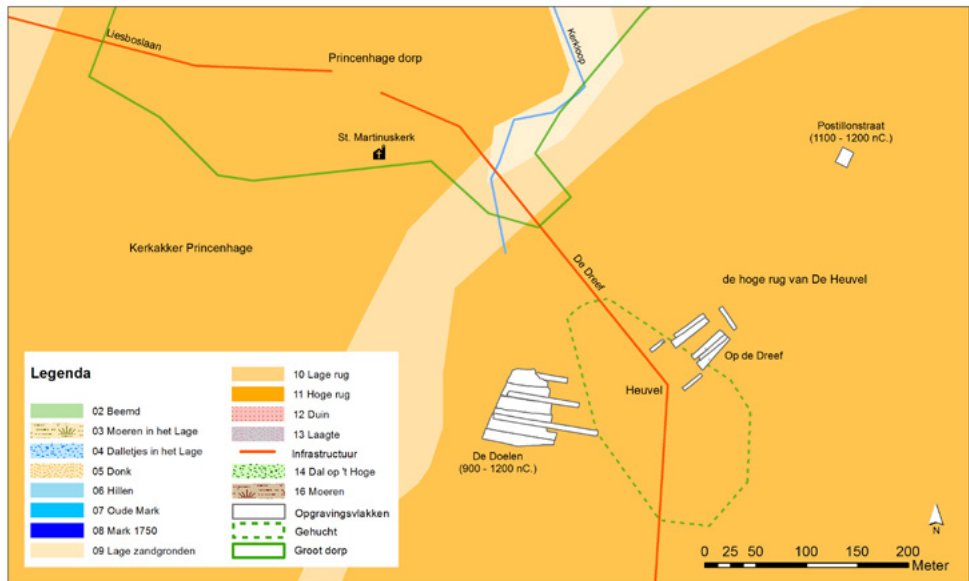 Liesboslaan
Princenhage dorp
Kerkloop
St. Martinuskerk
Postillonstraat
(1100 - 1200 nC.)
Kerkakker Princenhage
De Dreef
de hoge rug van De Heuvel
Op de Dreef
Heuvel
De Doelen
(900 - 1200 nC.)
Legenda
02 Beemd
03 Moeren in het Lage
04 Dalletjes in het Lage
05 Donk
06 Hillen
07 Oude Mark
08 Mark 1750
09 Lage zandgronden
10 Lage rug
11 Hoge rug
12 Duin
13 Laagte
Infrastructuur
14 Dal op 't Hoge
16 Moeren
Opgravingsvlakken
Gehucht
Groot dorp
N
0 25 50 100 150 200
Meter